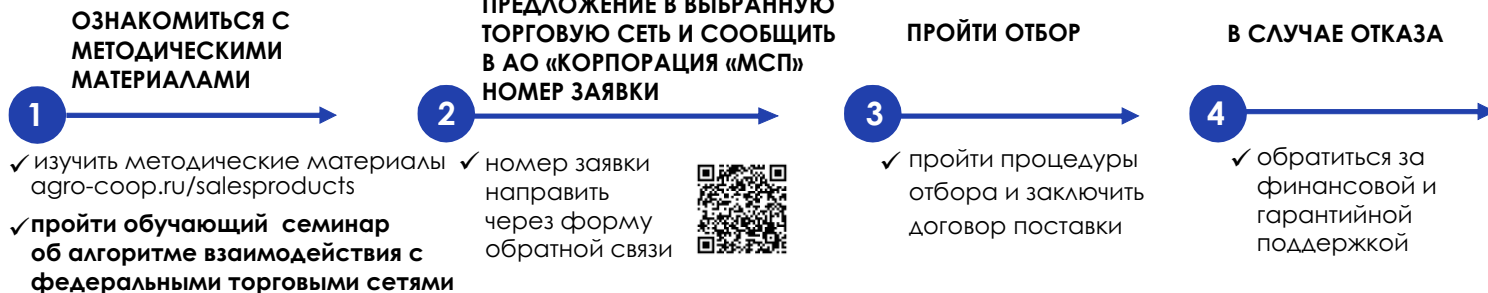 ОЗНАКОМИТЬСЯ С
МЕТОДИЧЕСКИМИ
МАТЕРИАЛАМИ
1
✓ изучить методические материалы
agro-coop.ru/salesproducts
✓ пройти обучающий семинар
об алгоритме взаимодействия с
федеральными торговыми сетями
ПРЕДЛОЖЕНИЕ В ВЫБРАННУЮ
ТОРГОВУЮ СЕТЬ И СООБЩИТЬ
В АО «КОРПОРАЦИЯ «МСП»
НОМЕР ЗАЯВКИ
2
✓ номер заявки
направить
через форму
обратной связи
ПРОЙТИ ОТБОР
3
✓ пройти процедуры
отбора и заключить
договор поставки
В СЛУЧАЕ ОТКАЗА
4
✓ обратиться за
финансовой и
гарантийной
поддержкой